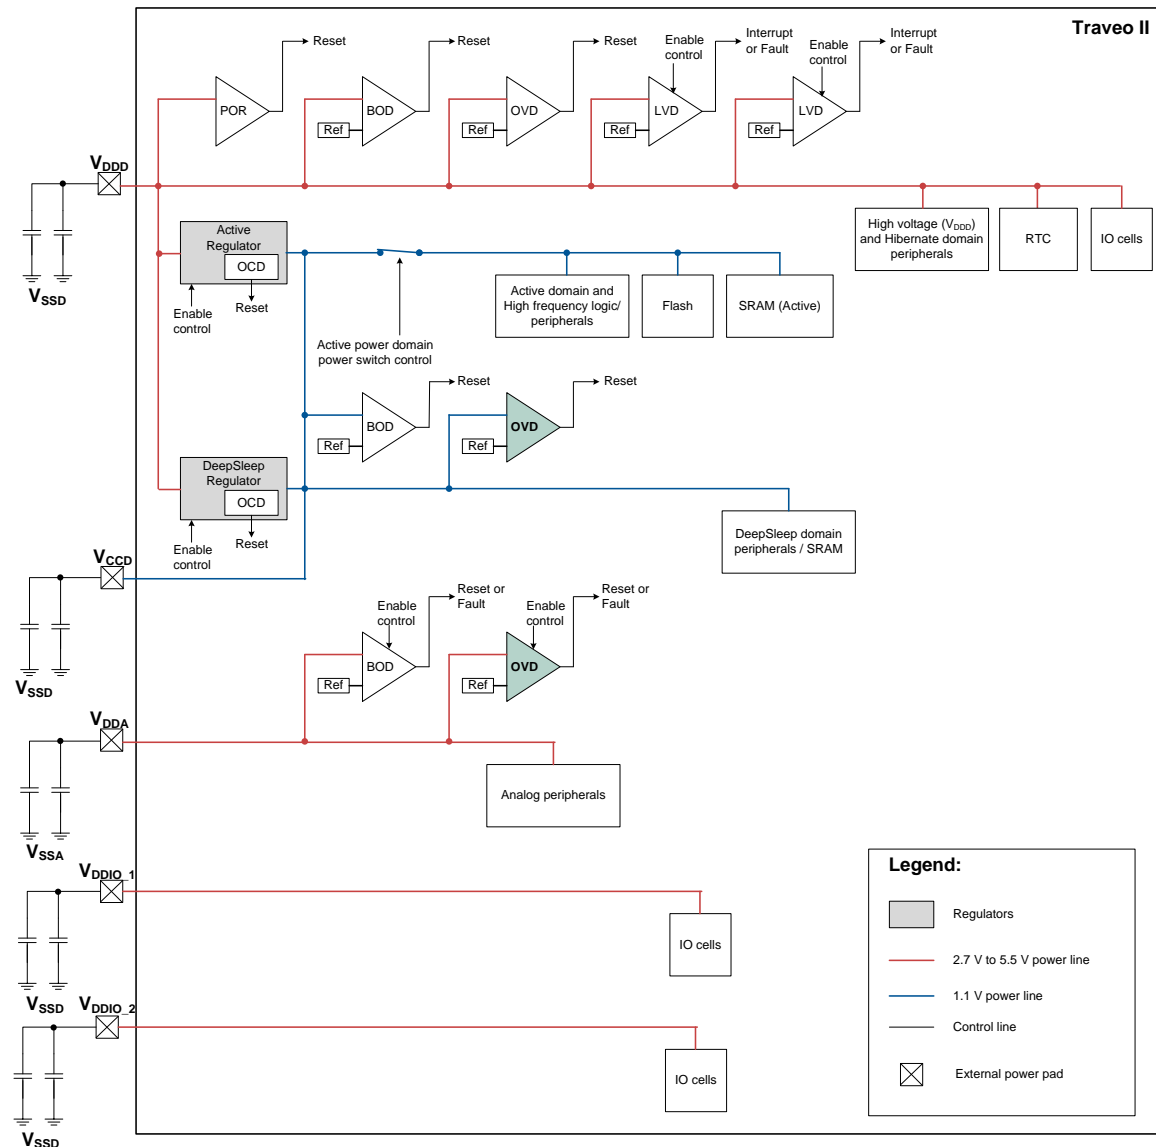 Traveo II
Reset
Reset
Reset
Enable
control
Interrupt
or Fault
Enable
control
Interrupt
or Fault
POR
BOD
OVD
LVD
LVD
Ref
Ref
Ref
Ref
VDDD
VSSD
High voltage (VDDD)
and Hibernate domain
peripherals
RTC
IO cells
Active
Regulator
OCD
Reset
Enable
control
Active power domain
power switch control
Active domain and
High frequency logic/
peripherals
Flash
SRAM (Active)
Reset
Reset
BOD
OVD
Ref
Ref
DeepSleep
Regulator
OCD
Reset
Enable
control
DeepSleep domain
peripherals / SRAM
VCCD
VSSD
Enable
control
Reset or
Fault
Enable
control
Reset or
Fault
BOD
OVD
Ref
Ref
VDDA
VSSA
Analog peripherals
VDDIO_1
VSSD
IO cells
VDDIO_2
VSSD
IO cells
Legend:
Regulators
2.7 V to 5.5 V power line
1.1 V power line
Control line
External power pad